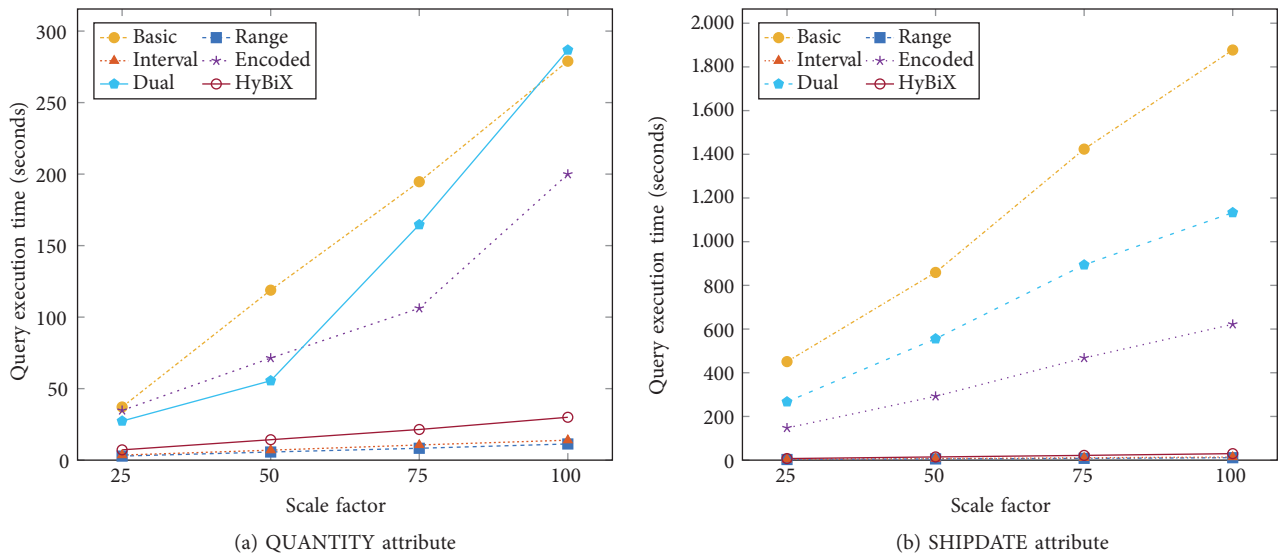 Query execution time (seconds)
300
250
200
150
100
50
0
Basic
Range
Interval
Encoded
Dual
HyBiX
25
50
75
100
Scale factor
(a) QUANTITY attribute
Query execution time (seconds)
2.000
1.800
1.600
1.400
1.200
1.000
800
600
400
200
0
Basic
Range
Interval
Encoded
Dual
HyBiX
25
50
75
100
Scale factor
(b) SHIPDATE attribute